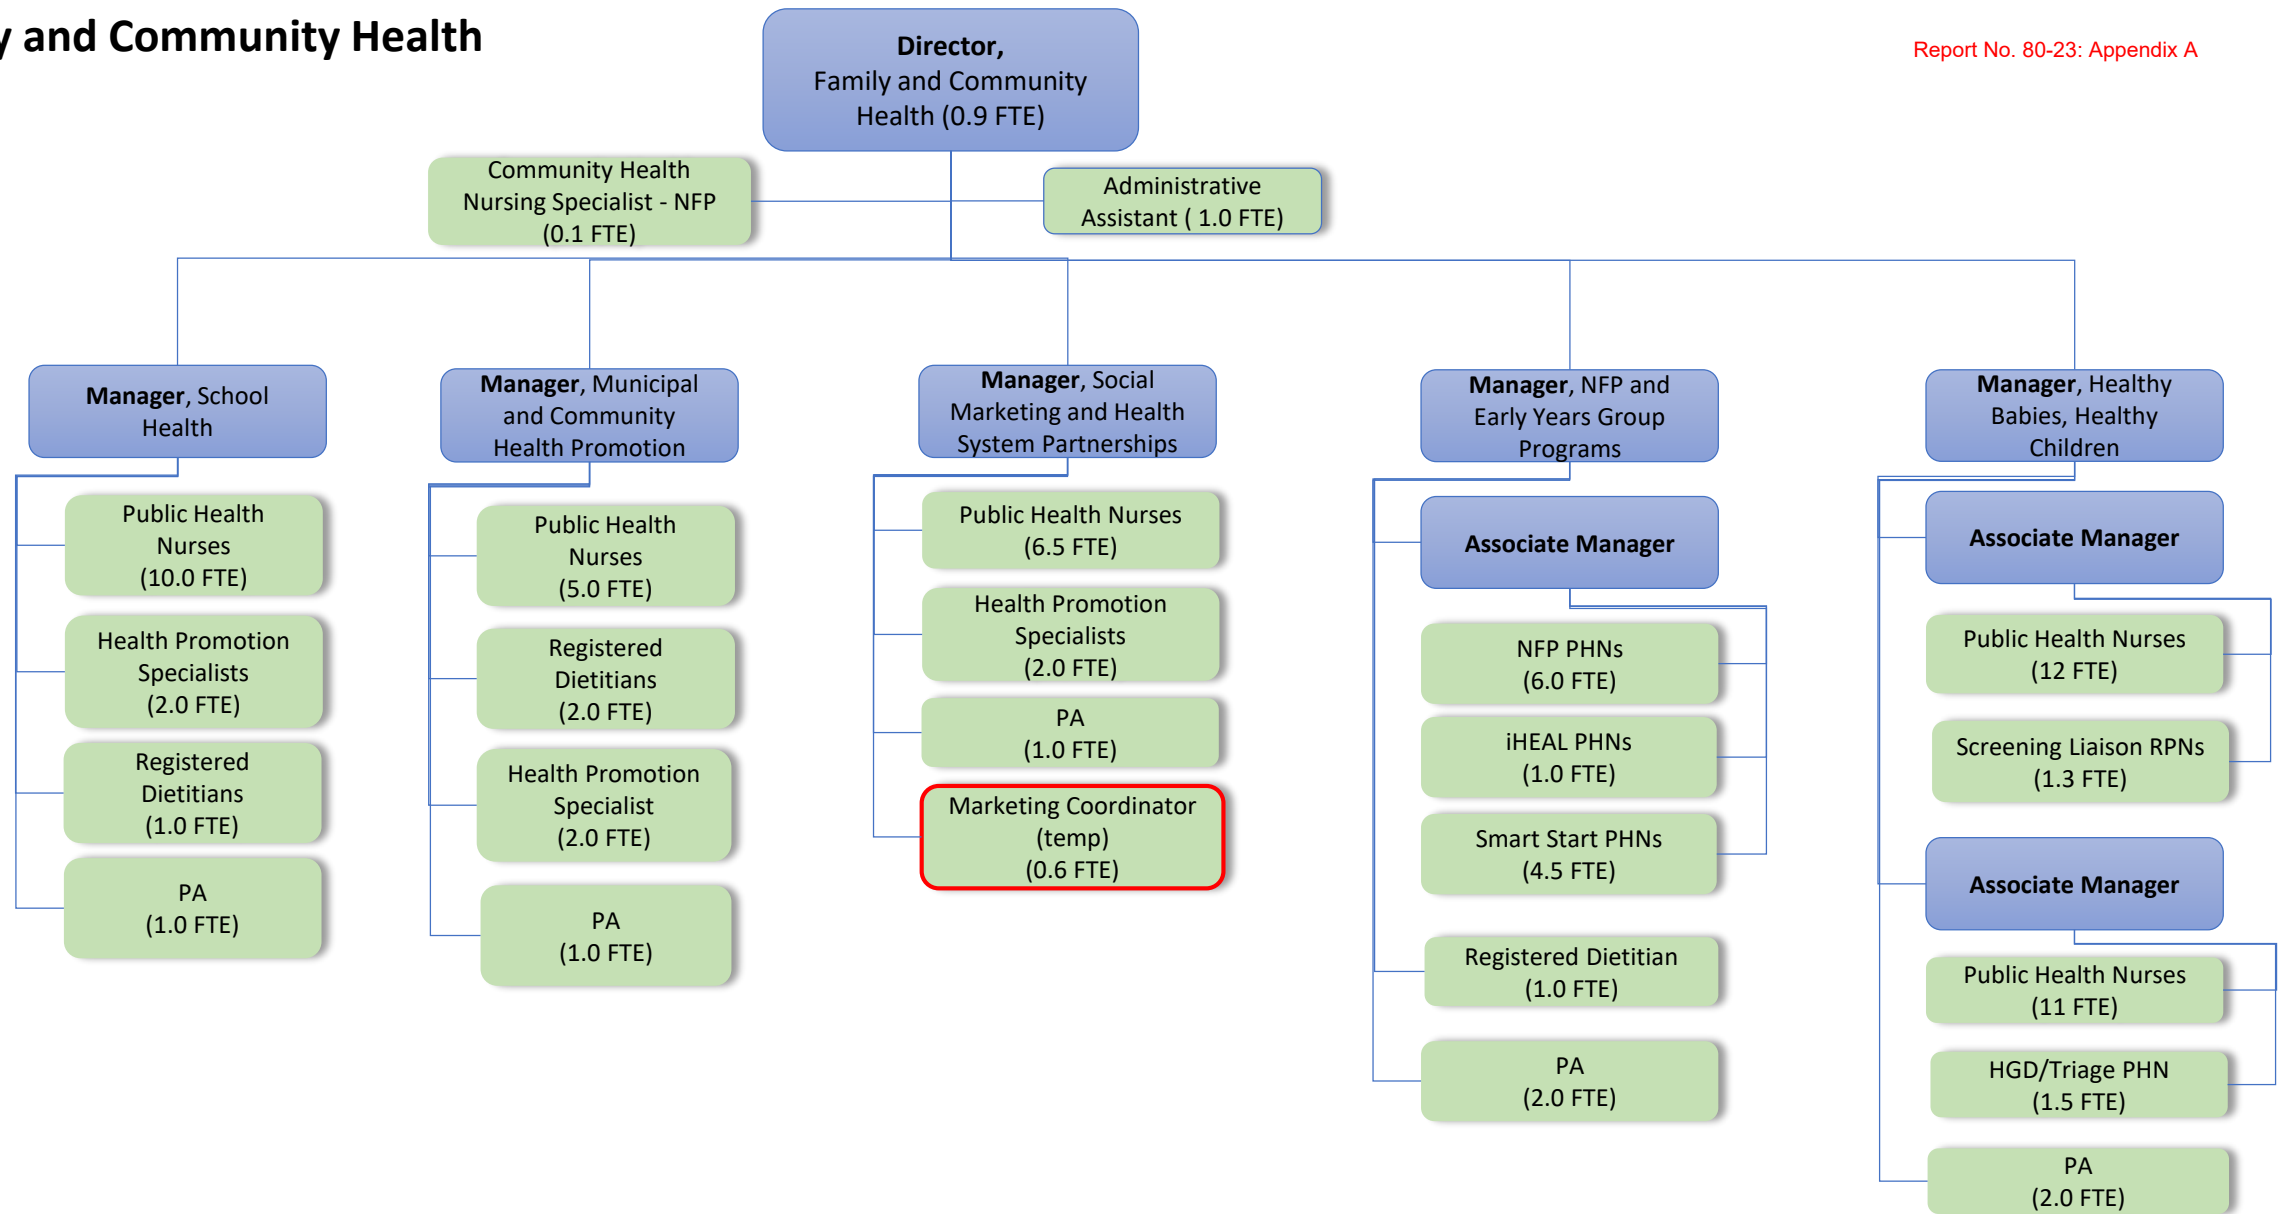 y and Community Health
Report No. 80-23: Appendix A
Director,
Family and Community
Health (0.9 FTE)
Community Health
Nursing Specialist - NFP
(0.1 FTE)
Administrative
Assistant ( 1.0 FTE)
Manager, School
Health
Public Health
Nurses
(10.0 FTE)
Health Promotion
Specialists
(2.0 FTE)
Registered
Dietitians
(1.0 FTE)
PA
(1.0 FTE)
Manager, Municipal
and Community
Health Promotion
Public Health
Nurses
(5.0 FTE)
Registered
Dietitians
(2.0 FTE)
Health Promotion
Specialist
(2.0 FTE)
PA
(1.0 FTE)
Manager, Social
Marketing and Health
System Partnerships
Public Health Nurses
(6.5 FTE)
Health Promotion
Specialists
(2.0 FTE)
PA
(1.0 FTE)
Marketing Coordinator
(temp)
(0.6 FTE)
Manager, NFP and
Early Years Group
Programs
Associate Manager
NFP PHNs
(6.0 FTE)
iHEAL PHNs
(1.0 FTE)
Smart Start PHNs
(4.5 FTE)
Registered Dietitian
(1.0 FTE)
PA
(2.0 FTE)
Manager, Healthy
Babies, Healthy
Children
Associate Manager
Public Health Nurses
(12 FTE)
Screening Liaison RPNs
(1.3 FTE)
Associate Manager
Public Health Nurses
(11 FTE)
HGD/Triage PHN
(1.5 FTE)
PA
(2.0 FTE)